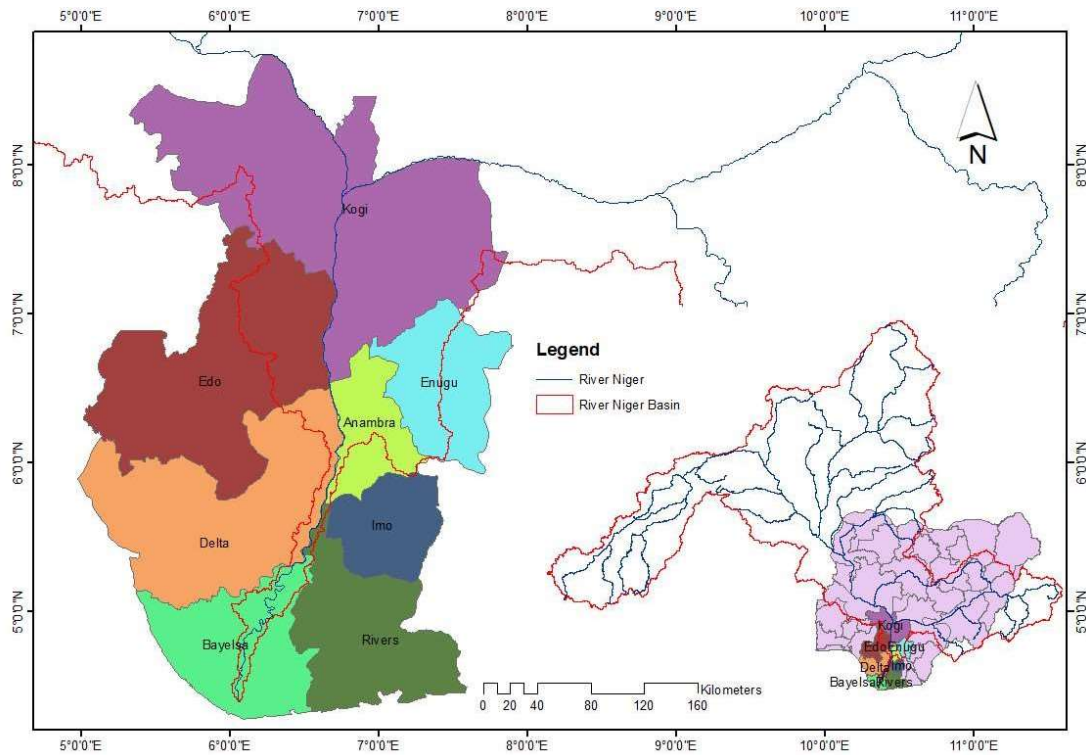 5°0'0"E 6°0'0"E 7°0'0"E 8°0'0"E 9°0'0"E 10°0'0"E 11°0'0"E
8°0'0"N 8°0'0"N
N
Kogi
7°0'0"N 7°0'0"N
Legend
River Niger
River Niger Basin
Edo
Enugu
Anambra
6°0'0"N 6°0'0"N
Imo
Delta
5°0'0"N 5°0'0"N
Bayelsa
Rivers
Kogi
Edo Enugu
Delta Imo
Bayelsa Rivers
Kilometers
0 20 40 80 120 160
5°0'0"E 6°0'0"E 7°0'0"E 8°0'0"E 9°0'0"E 10°0'0"E 11°0'0"E